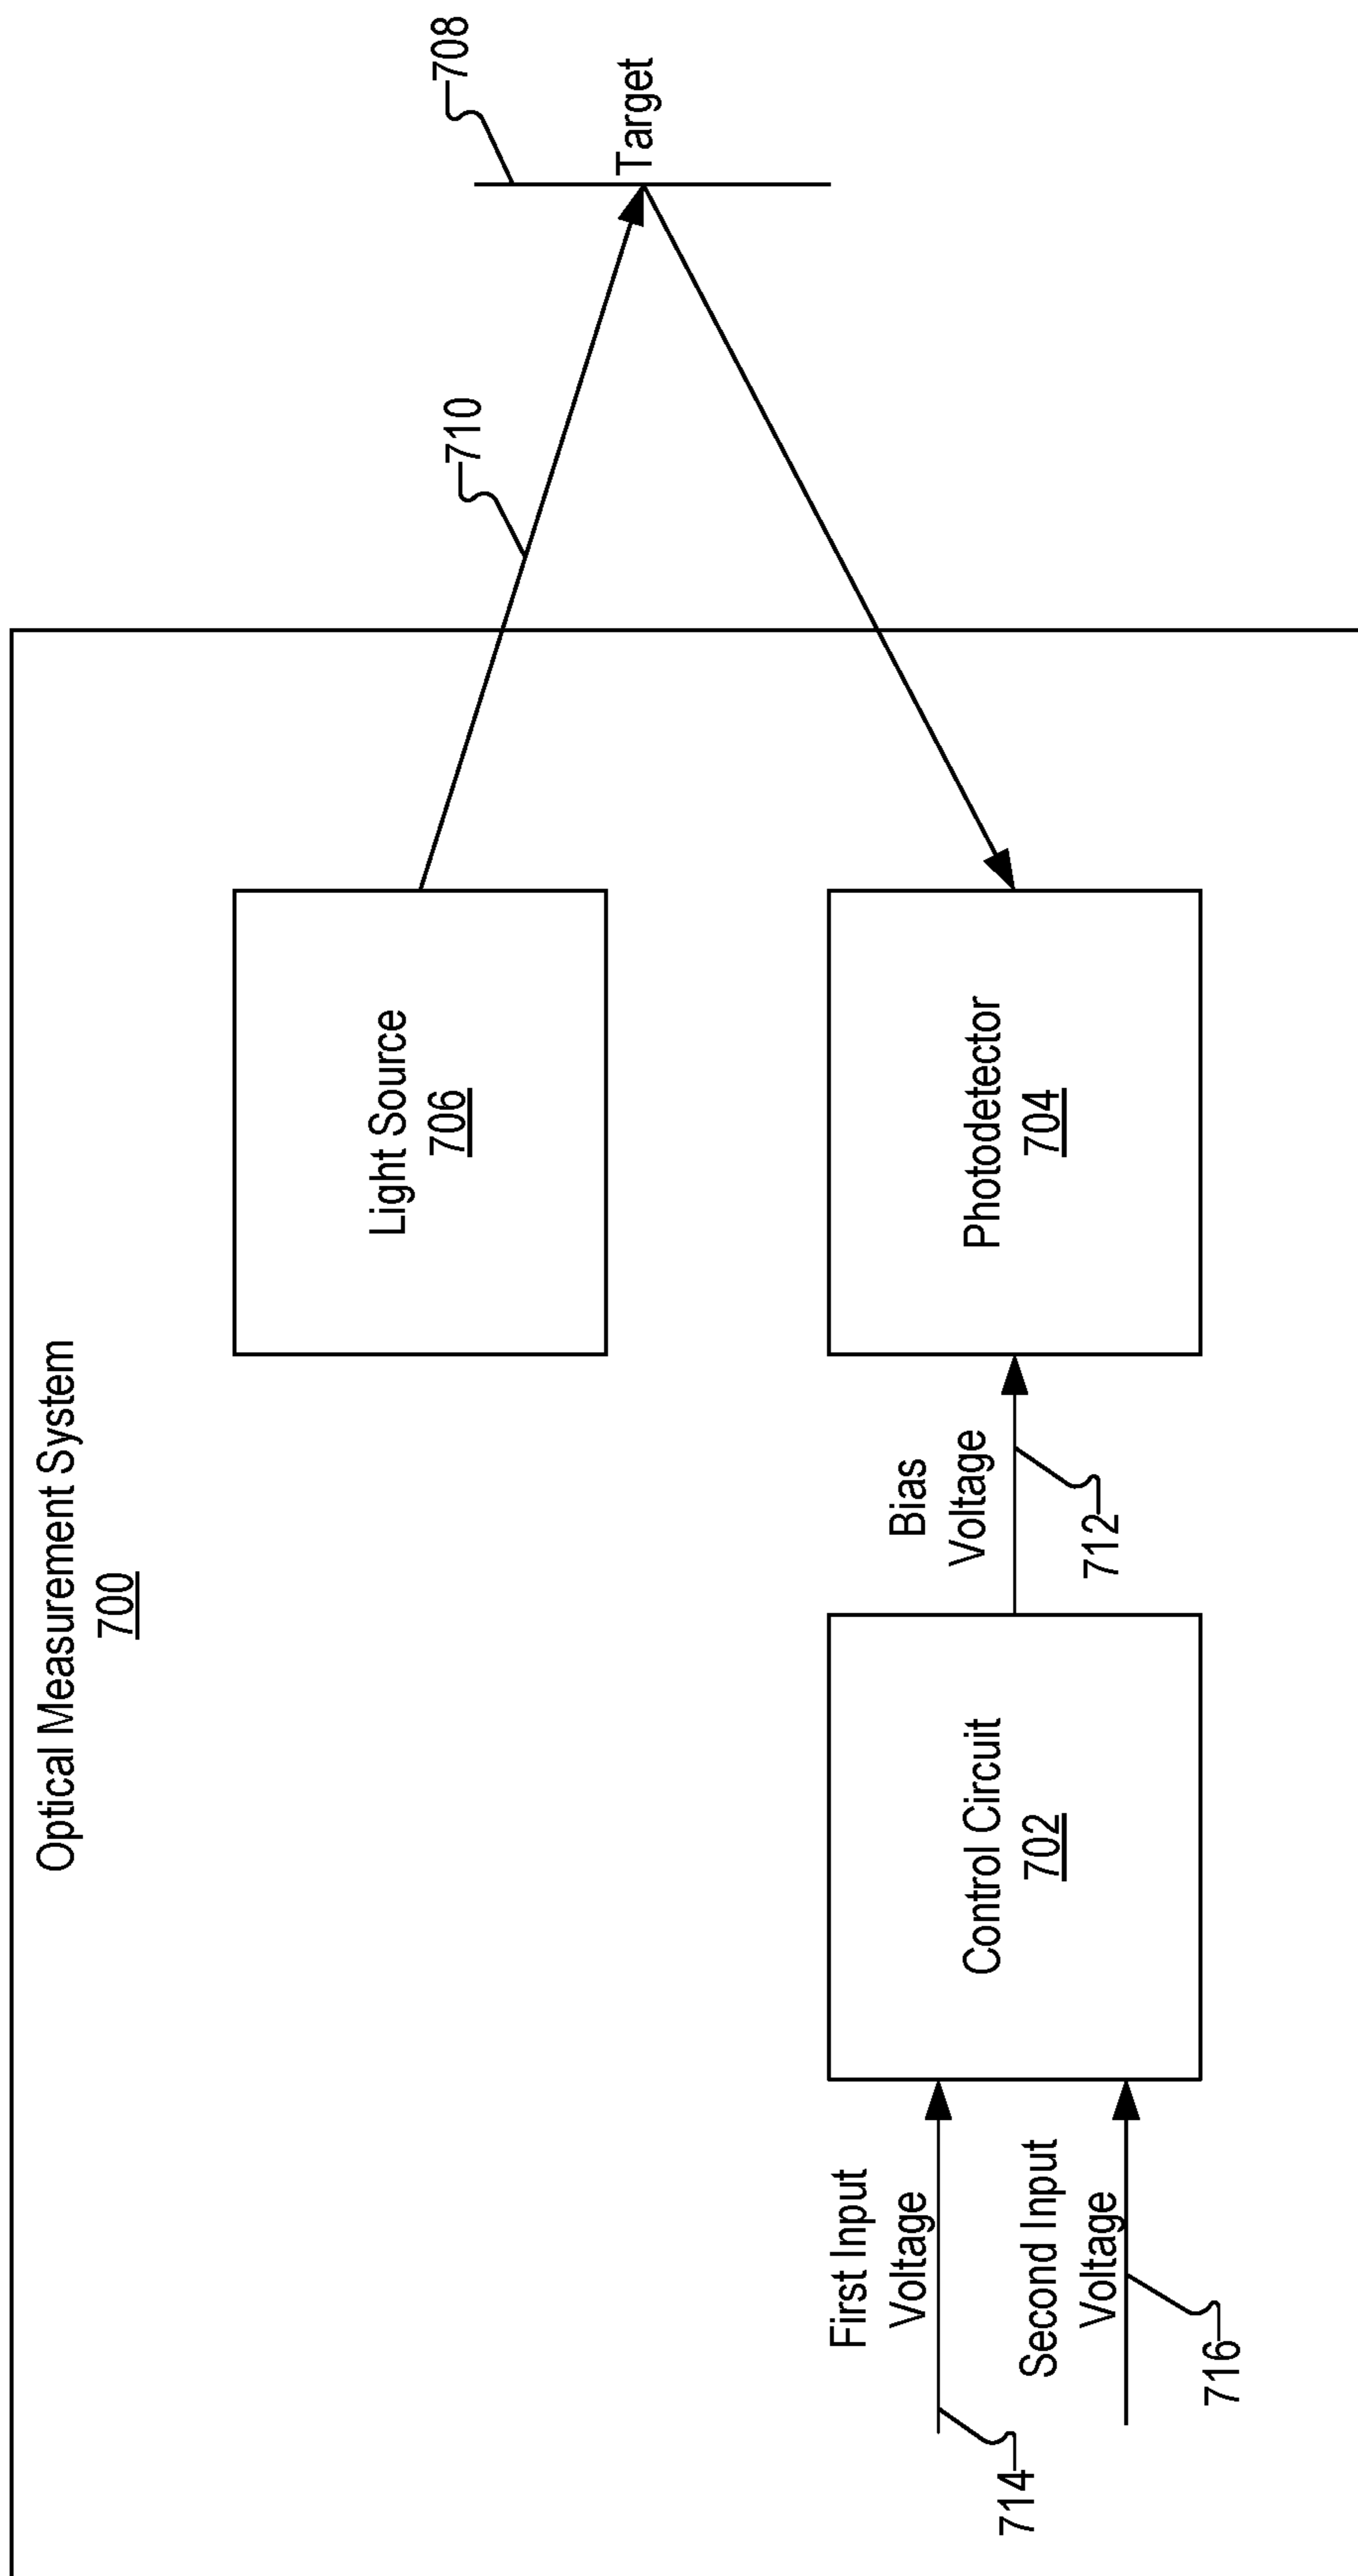 Optical Measurement System
700
Light Source
706
710
708
Target
First Input
Voltage
714
Second Input
Voltage
716
Control Circuit
702
Bias
Voltage
712
Photodetector
704